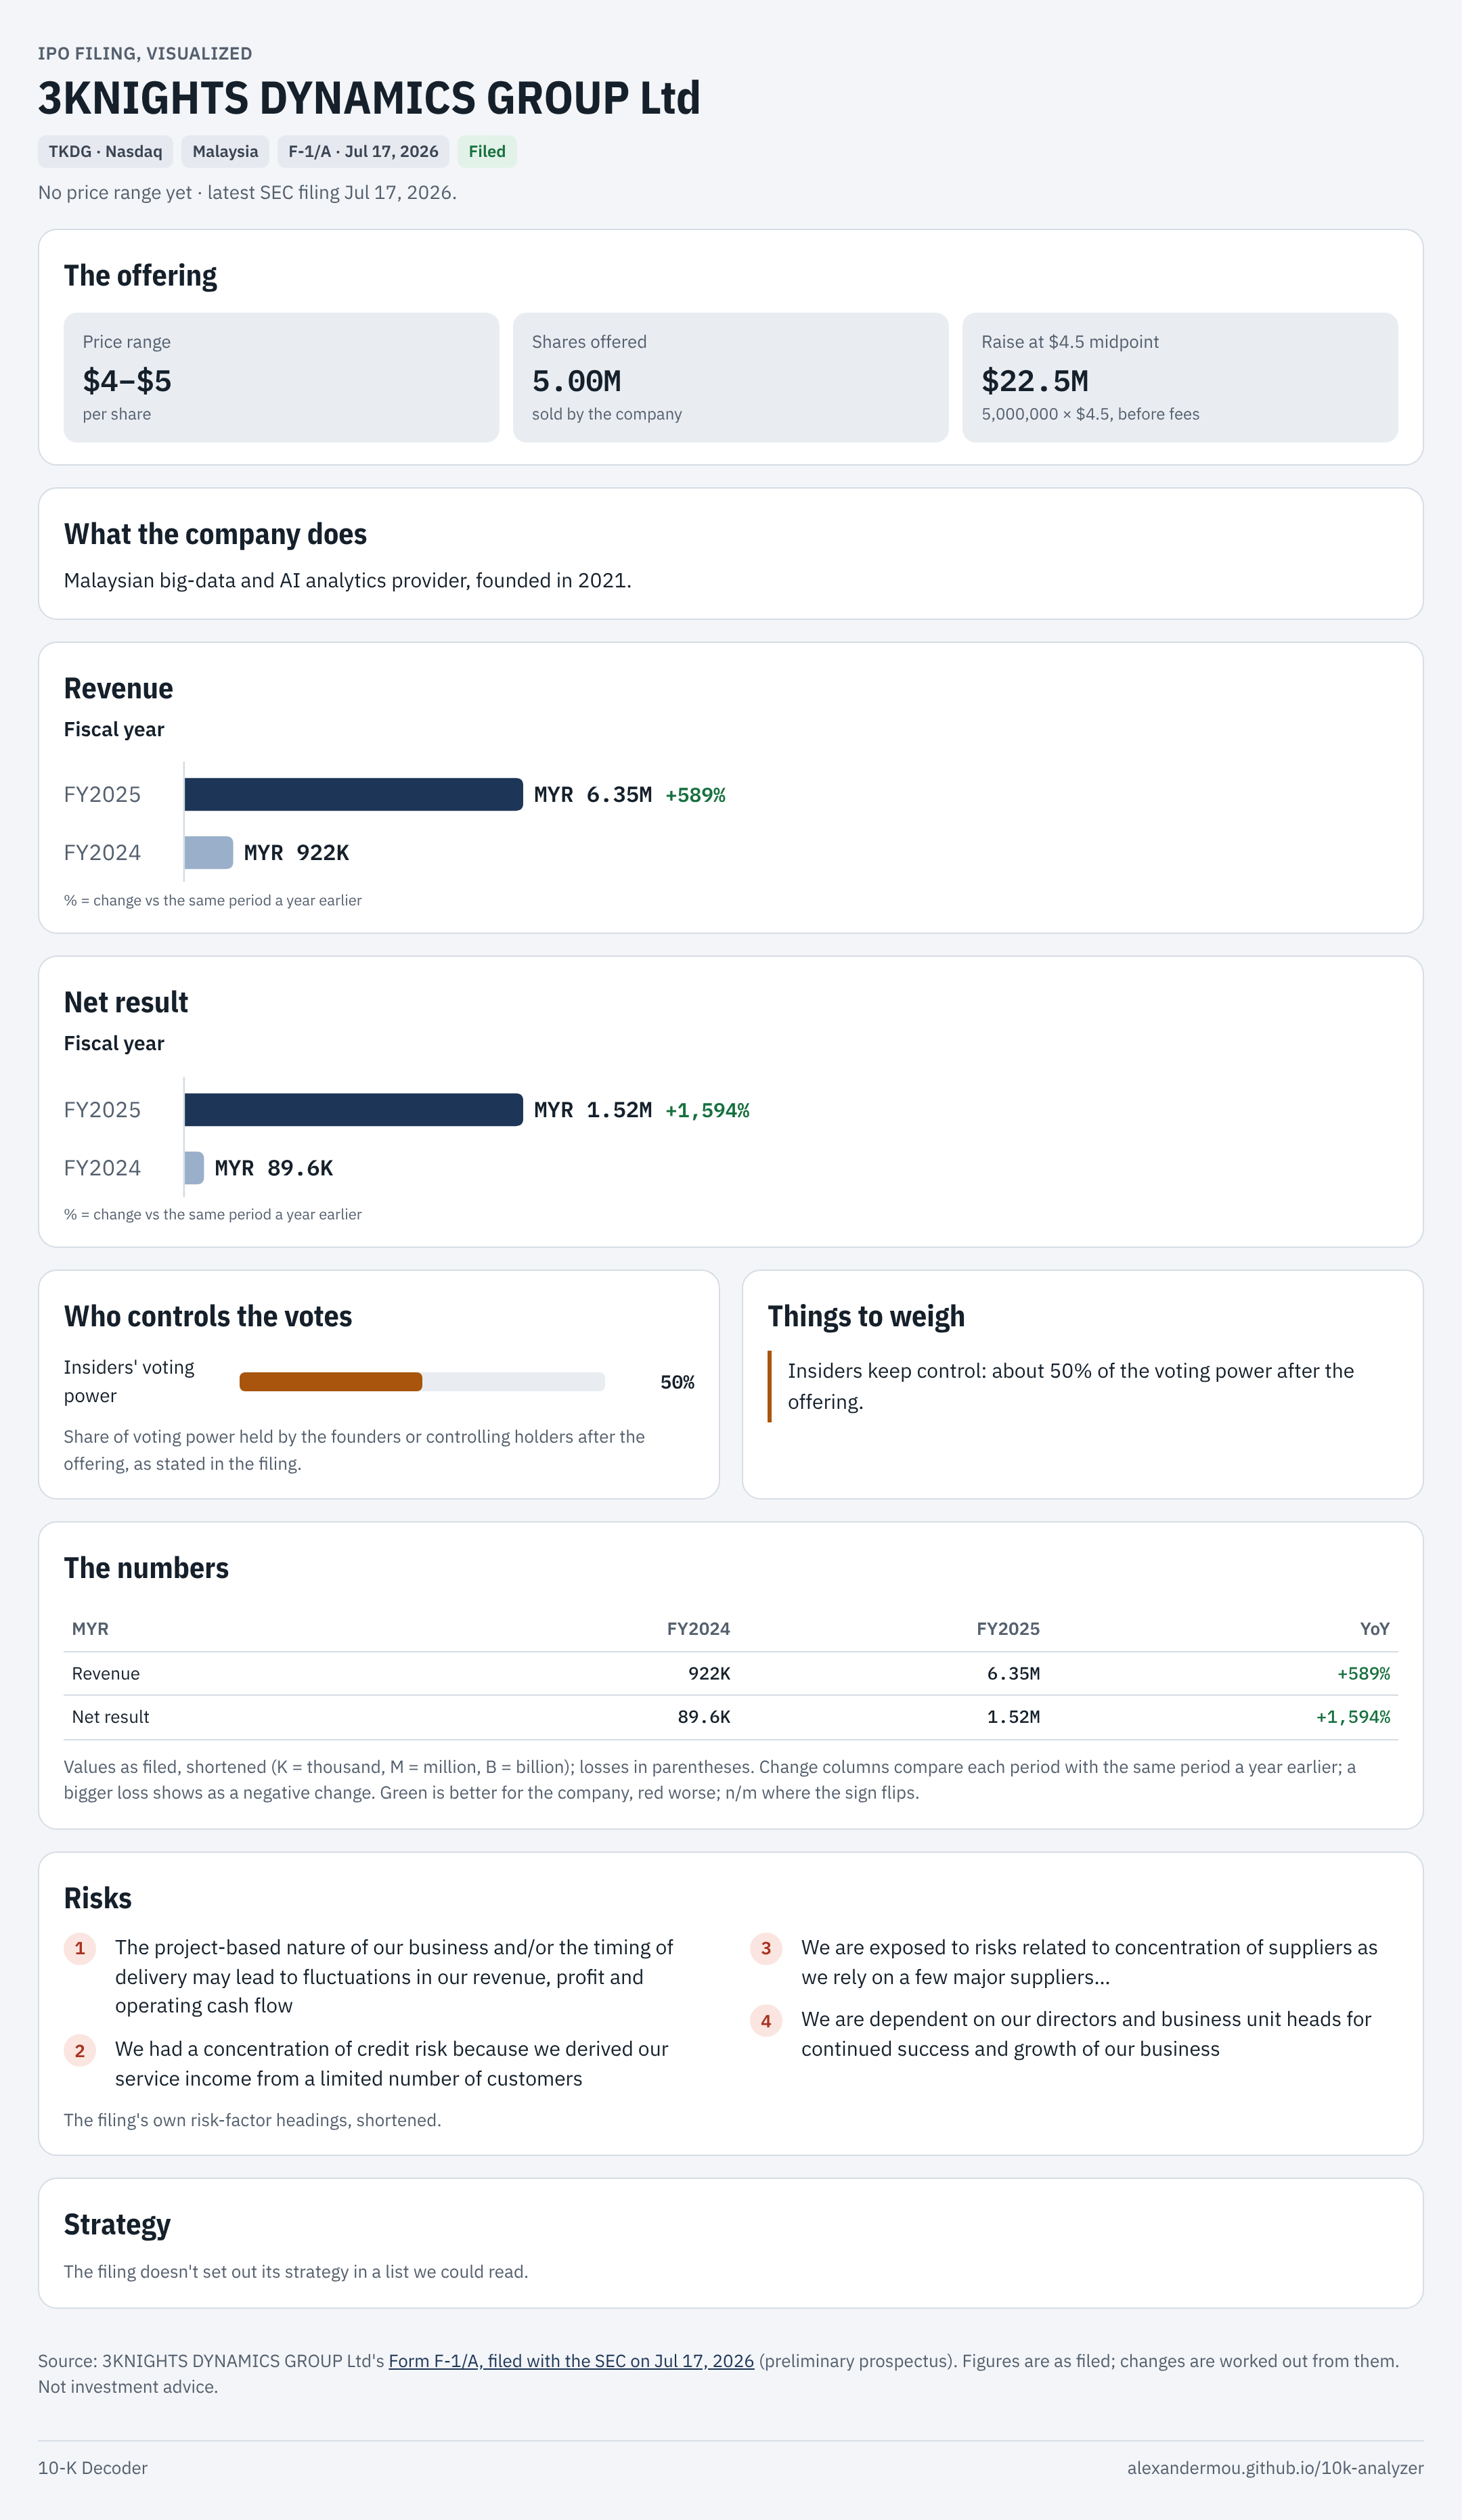 IPO FILING, VISUALIZED
3KNIGHTS DYNAMICS GROUP Ltd
TKDG · Nasdaq
Malaysia
F-1/A · Jul 17, 2026
Filed
No price range yet · latest SEC filing Jul 17, 2026.
The offering
Price range
$4–$5
per share
Shares offered
5.00M
sold by the company
Raise at $4.5 midpoint
$22.5M
5,000,000 × $4.5, before fees
What the company does
Malaysian big-data and AI analytics provider, founded in 2021.
Revenue
Fiscal year
FY2025 MYR 6.35M +589%
FY2024 MYR 922K
% = change vs the same period a year earlier
Net result
Fiscal year
FY2025 MYR 1.52M +1,594%
FY2024 MYR 89.6K
% = change vs the same period a year earlier
Who controls the votes
Insiders' voting
power
50%
Share of voting power held by the founders or controlling holders after the
offering, as stated in the filing.
Things to weigh
Insiders keep control: about 50% of the voting power after the
offering.
The numbers
MYR FY2024 FY2025 YoY
Revenue 922K 6.35M +589%
Net result 89.6K 1.52M +1,594%
Values as filed, shortened (K = thousand, M = million, B = billion); losses in parentheses. Change columns compare each period with the same period a year earlier; a
bigger loss shows as a negative change. Green is better for the company, red worse; n/m where the sign flips.
Risks
1 The project-based nature of our business and/or the timing of
delivery may lead to fluctuations in our revenue, profit and
operating cash flow
2 We had a concentration of credit risk because we derived our
service income from a limited number of customers
3 We are exposed to risks related to concentration of suppliers as
we rely on a few major suppliers…
4 We are dependent on our directors and business unit heads for
continued success and growth of our business
The filing's own risk-factor headings, shortened.
Strategy
The filing doesn't set out its strategy in a list we could read.
Source: 3KNIGHTS DYNAMICS GROUP Ltd's Form F-1/A, filed with the SEC on Jul 17, 2026 (preliminary prospectus). Figures are as filed; changes are worked out from them.
Not investment advice.
10-K Decoder
alexandermou.github.io/10k-analyzer